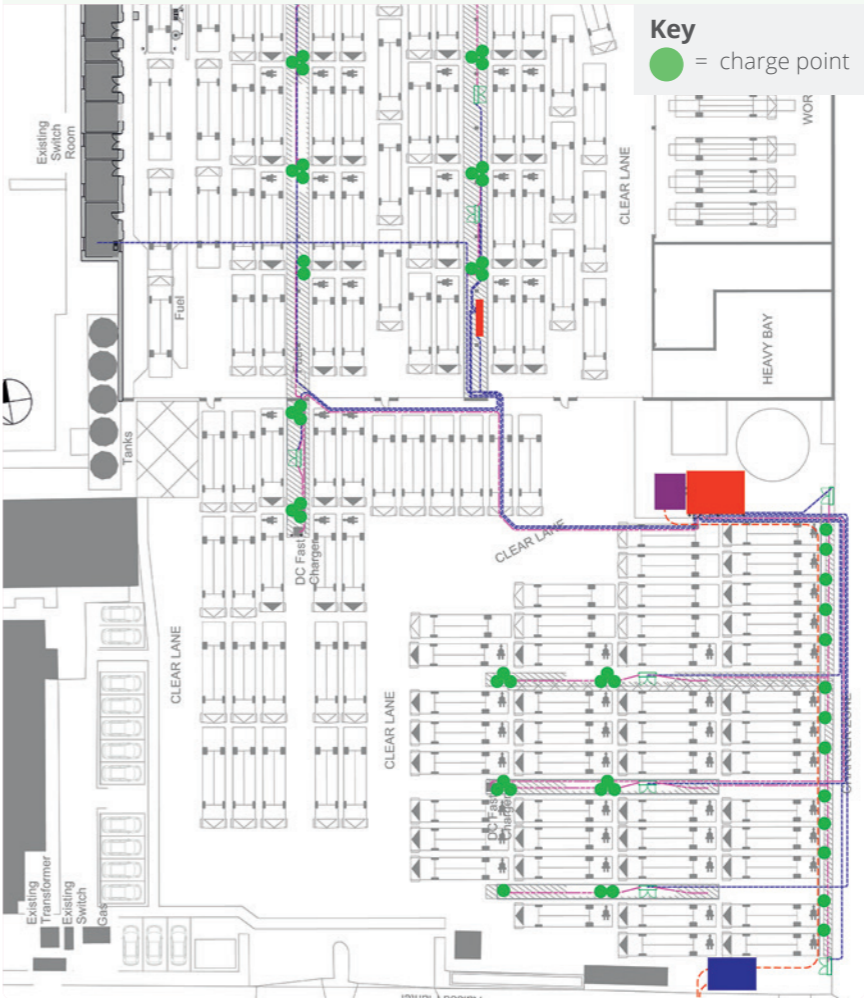 Key
= charge point
Existing
Switch
Room
WOR
CLEAR LANE
Fuel
HEAVY BAY
Tanks
CLEAR LANE
DC Fast
Charger
CLEAR LANE
CLEAR LANE
DC Fast
Charger
Existing
Transformer
Existing
Switch
Gas